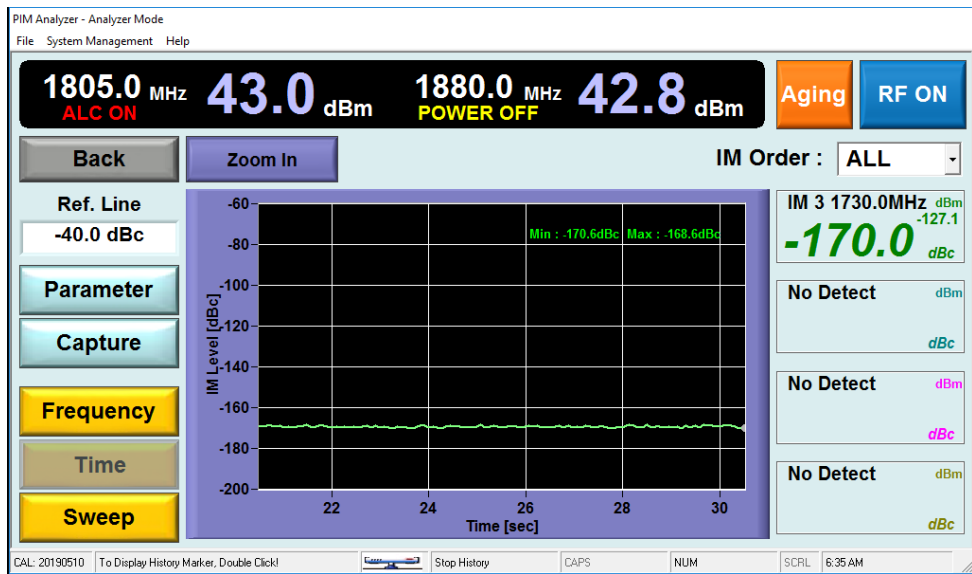 PIM Analyzer - Analyzer Mode
File System Management Help
1805.0 MHz 43.0 dBm 1880.0 MHz 42.8 dBm
ALC ON POWER OFF
Aging
RF ON
Back
Zoom In
IM Order : ALL
Ref. Line
-40.0 dBc
Parameter
Capture
Frequency
Time
Sweep
IM Level [dBc]
-60
-80
-100
-120
-140
-160
-180
-200
Min : -170.6dBc Max : -168.6dBc
22 24 26 28 30
Time [sec]
IM 3 1730.0MHz dBm
-127.1
-170.0 dBc
No Detect dBm
dBc
No Detect dBm
dBc
No Detect dBm
dBc
CAL: 20190510 To Display History Marker, Double Click! Stop History CAPS NUM SCRL 6:35 AM